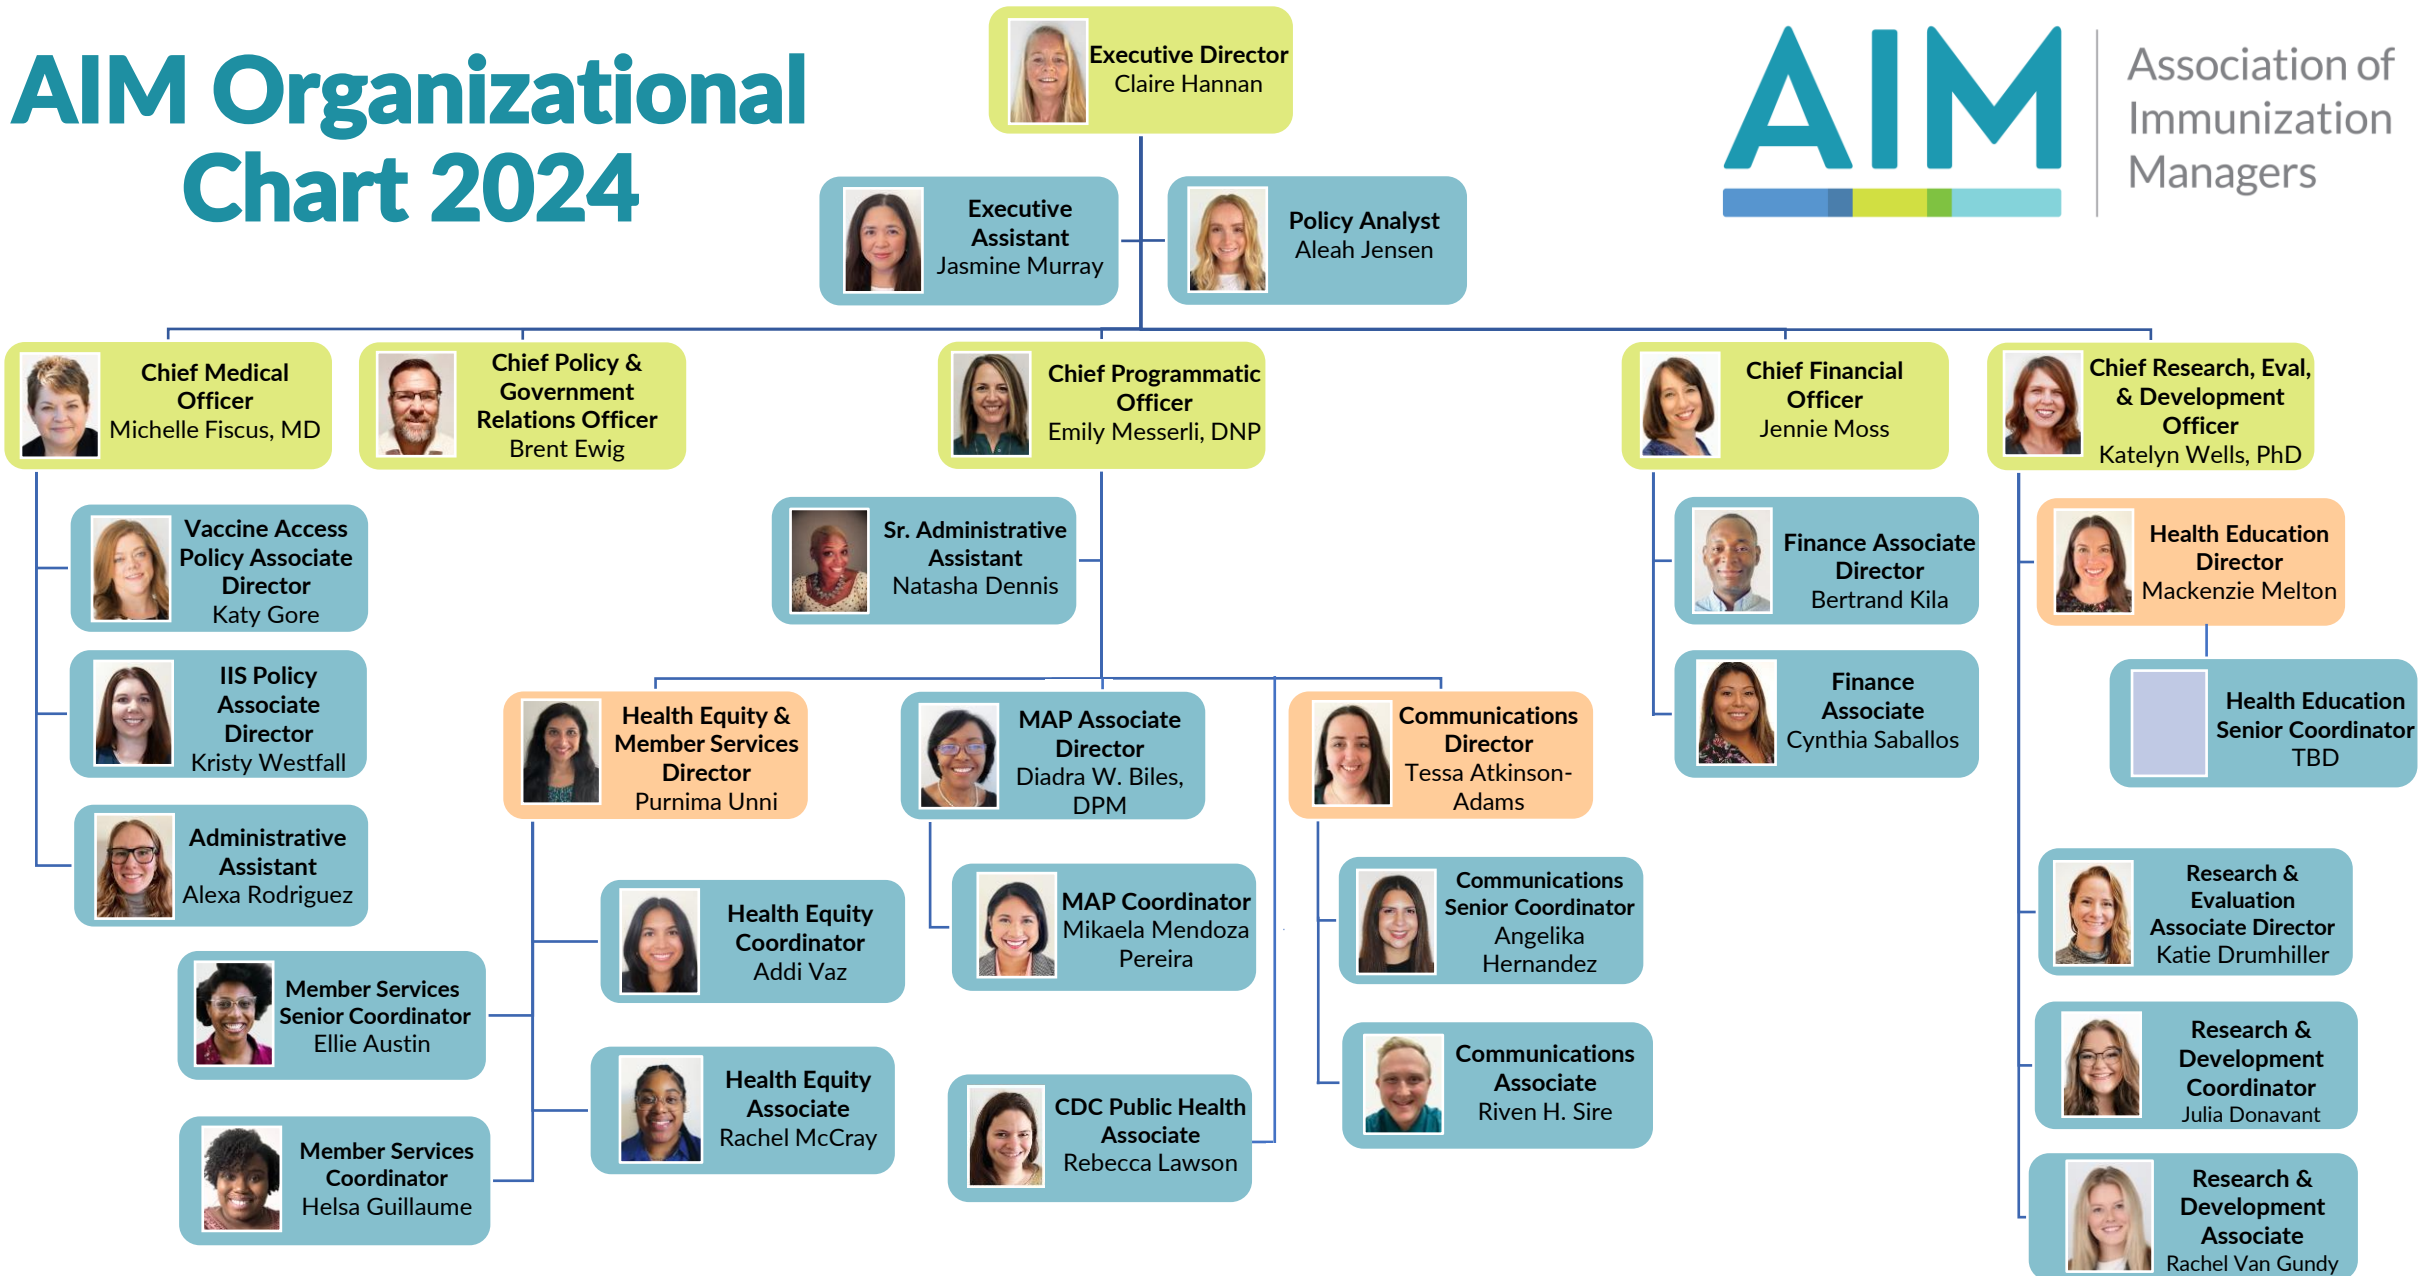 AIM Organizational
Chart 2024
Executive Director
Claire Hannan
AIM
Association of
Immunization
Managers
Executive
Assistant
Jasmine Murray
Policy Analyst
Aleah Jensen
Chief Medical
Officer
Michelle Fiscus, MD
Chief Policy &
Government
Relations Officer
Brent Ewig
Chief Programmatic
Officer
Emily Messerli, DNP
Chief Financial
Officer
Jennie Moss
Chief Research, Eval,
& Development
Officer
Katelyn Wells, PhD
Vaccine Access
Policy Associate
Director
Katy Gore
IIS Policy
Associate
Director
Kristy Westfall
Administrative
Assistant
Alexa Rodriguez
Sr. Administrative
Assistant
Natasha Dennis
Health Equity &
Member Services
Director
Purnima Unni
Member Services
Senior Coordinator
Ellie Austin
Member Services
Coordinator
Helsa Guillaume
Health Equity
Coordinator
Addi Vaz
Health Equity
Associate
Rachel McCray
MAP Associate
Director
Diadra W. Biles,
DPM
MAP Coordinator
Mikaela Mendoza
Pereira
CDC Public Health
Associate
Rebecca Lawson
Communications
Director
Tessa Atkinson-
Adams
Communications
Senior Coordinator
Angelika
Hernandez
Communications
Associate
Riven H. Sire
Finance Associate
Director
Bertrand Kila
Finance
Associate
Cynthia Saballos
Health Education
Director
Mackenzie Melton
Health Education
Senior Coordinator
TBD
Research &
Evaluation
Associate Director
Katie Drumhiller
Research &
Development
Coordinator
Julia Donavant
Research &
Development
Associate
Rachel Van Gundy